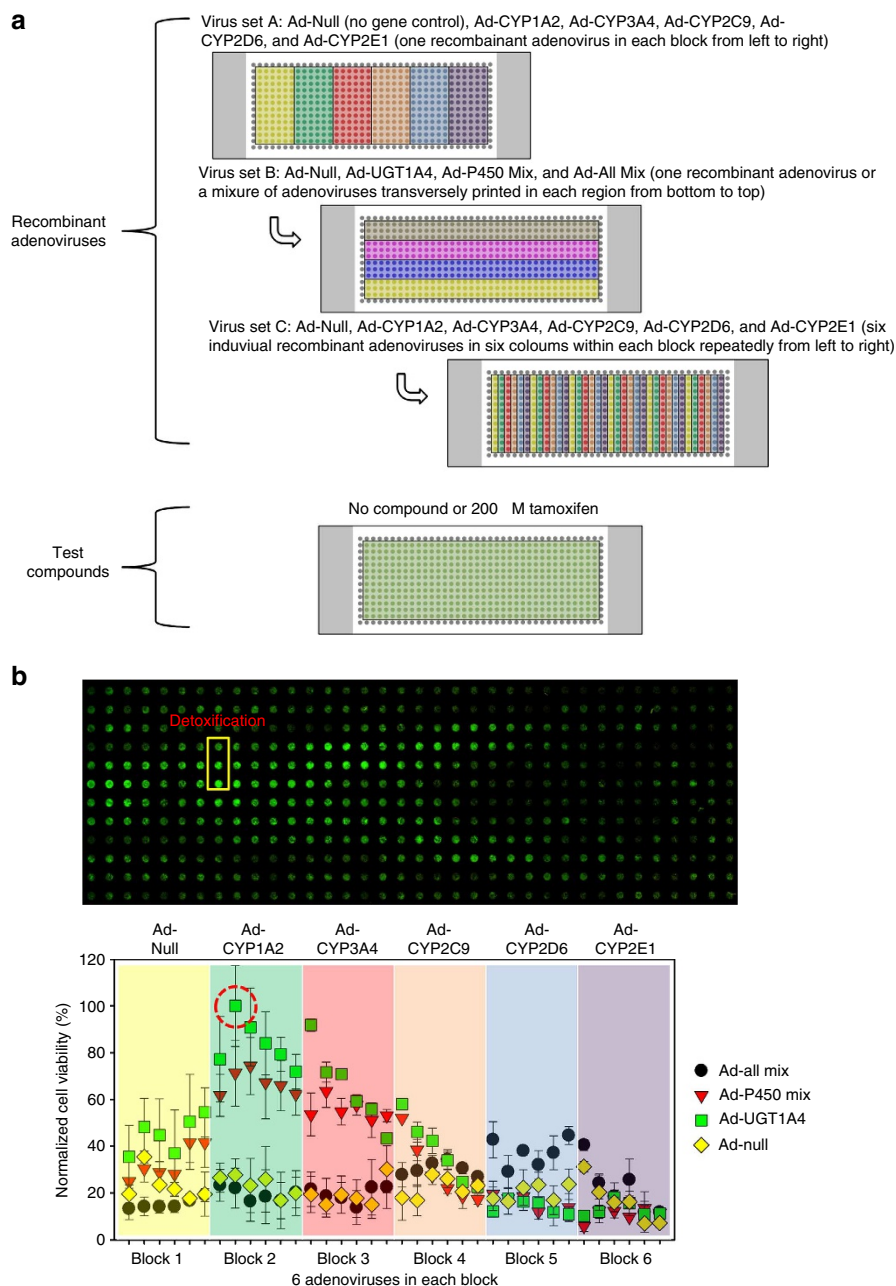 a
Virus set A: Ad-Null (no gene control), Ad-CYP1A2, Ad-CYP3A4, Ad-CYP2C9, Ad-
CYP2D6, and Ad-CYP2E1 (one recombainant adenovirus in each block from left to right)
Virus set B: Ad-Null, Ad-UGT1A4, Ad-P450 Mix, and Ad-All Mix (one recombinant adenovirus or
a mixture of adenoviruses transversely printed in each region from bottom to top)
Recombinant
adenoviruses
Virus set C: Ad-Null, Ad-CYP1A2, Ad-CYP3A4, Ad-CYP2C9, Ad-CYP2D6, and Ad-CYP2E1 (six
induviual recombinant adenoviruses in six coloums within each block repeatedly from left to right)
No compound or 200 M tamoxifen
Test
compounds
b
Detoxification
Ad-
Null
Ad-
CYP1A2
Ad-
CYP3A4
Ad-
CYP2C9
Ad-
CYP2D6
Ad-
CYP2E1
Normalized cell viability (%)
120
100
80
60
40
20
0
Ad-all mix
Ad-P450 mix
Ad-UGT1A4
Ad-null
Block 1 Block 2 Block 3 Block 4 Block 5 Block 6
6 adenoviruses in each block